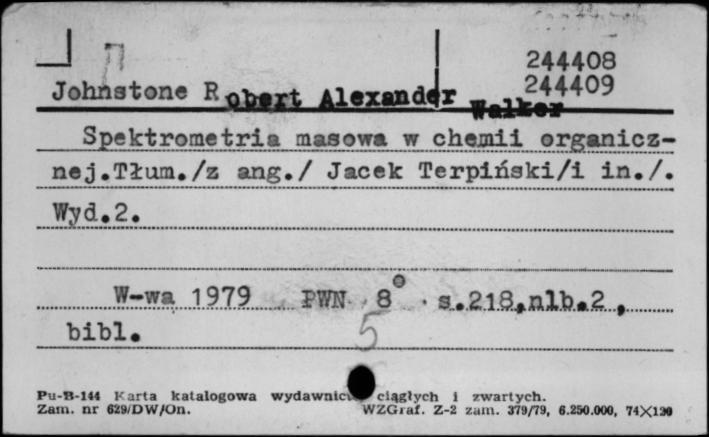 П
244408
244409
Johnstone Robert Alexander Walker
Spektrometria masowa w chemii organicz-
nej.Tłum./z ang./ Jacek Terpiński/i in./.
Wyd.2.
W-wa 1979 PWN 8° s.218,nlb.2,
bibl.
5
Pu-B-144 Karta katalogowa wydawnictw ciągłych i zwartych.
Zam. nr 629/DW/On. WZGraf. Z-2 zam. 379/79, 6.250.000, 74X120